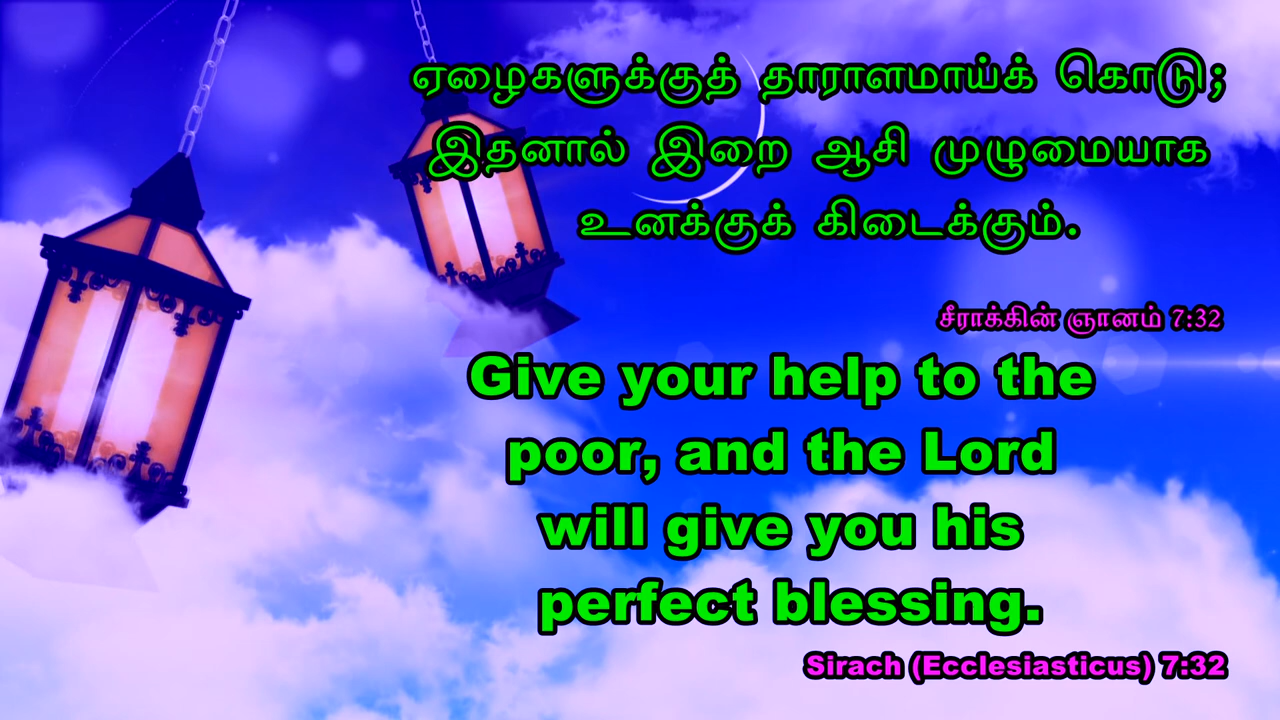 ஏழைகளுக்குத் தாராளமாய்க் கொடு;
இதனால் இறை ஆசி முழுமையாக
உனக்குக் கிடைக்கும்.
சீராக்கின் ஞானம் 7:32
Give your help to the
poor, and the Lord
will give you his
perfect blessing.
Sirach (Ecclesiasticus) 7:32